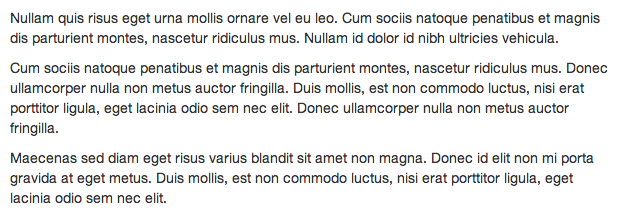 Nullam quis risus eget urna mollis ornare vel eu leo. Cum sociis natoque penatibus et magnis
dis parturient montes, nascetur ridiculus mus. Nullam id dolor id nibh ultricies vehicula.
Cum sociis natoque penatibus et magnis dis parturient montes, nascetur ridiculus mus. Donec
ullamcorper nulla non metus auctor fringilla. Duis mollis, est non commodo luctus, nisi erat
porttitor ligula, eget lacinia odio sem nec elit. Donec ullamcorper nulla non metus auctor
fringilla.
Maecenas sed diam eget risus varius blandit sit amet non magna. Donec id elit non mi porta
gravida at eget metus. Duis mollis, est non commodo luctus, nisi erat porttitor ligula, eget
lacinia odio sem nec elit.